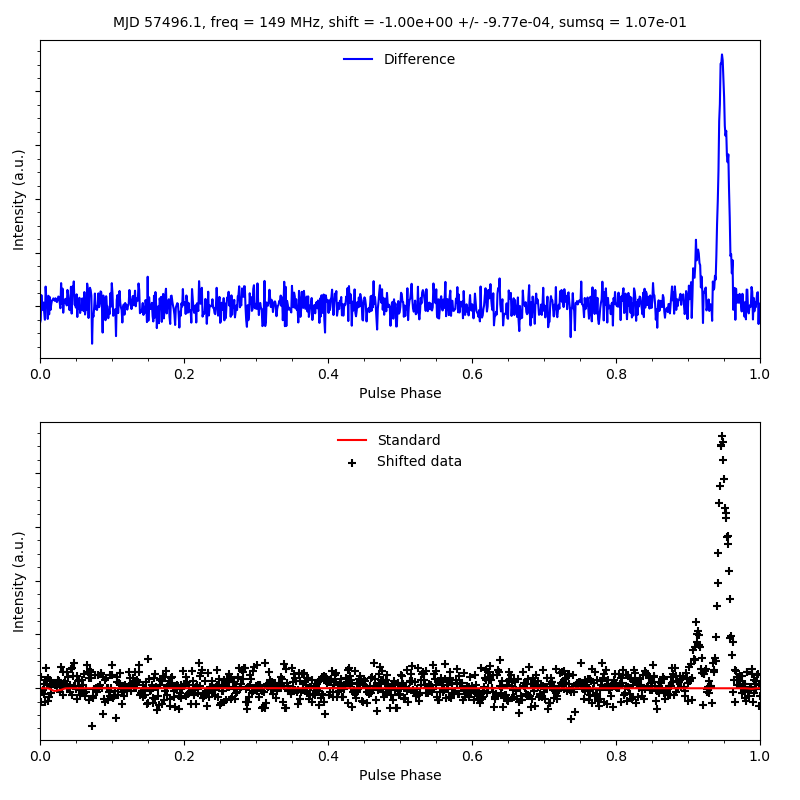 MJD 57496.1, freq = 149 MHz, shift = -1.00e+00 +/- -9.77e-04, sumsq = 1.07e-01
Difference
Intensity (a.u.)
0.0 0.2 0.4 0.6 0.8 1.0
Pulse Phase
Standard
Shifted data
Intensity (a.u.)
0.0 0.2 0.4 0.6 0.8 1.0
Pulse Phase